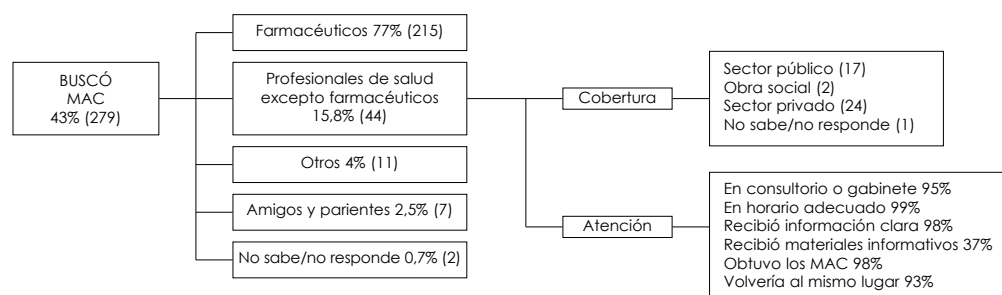 BUSCÓ
MAC
43% (279)
Farmacéuticos 77% (215)
Profesionales de salud
excepto farmacéuticos
15,8% (44)
Otros 4% (11)
Amigos y parientes 2,5% (7)
No sabe/no responde 0,7% (2)
Cobertura
Sector público (17)
Obra social (2)
Sector privado (24)
No sabe/no responde (1)
Atención
En consultorio o gabinete 95%
En horario adecuado 99%
Recibió información clara 98%
Recibió materiales informativos 37%
Obtuvo los MAC 98%
Volvería al mismo lugar 93%